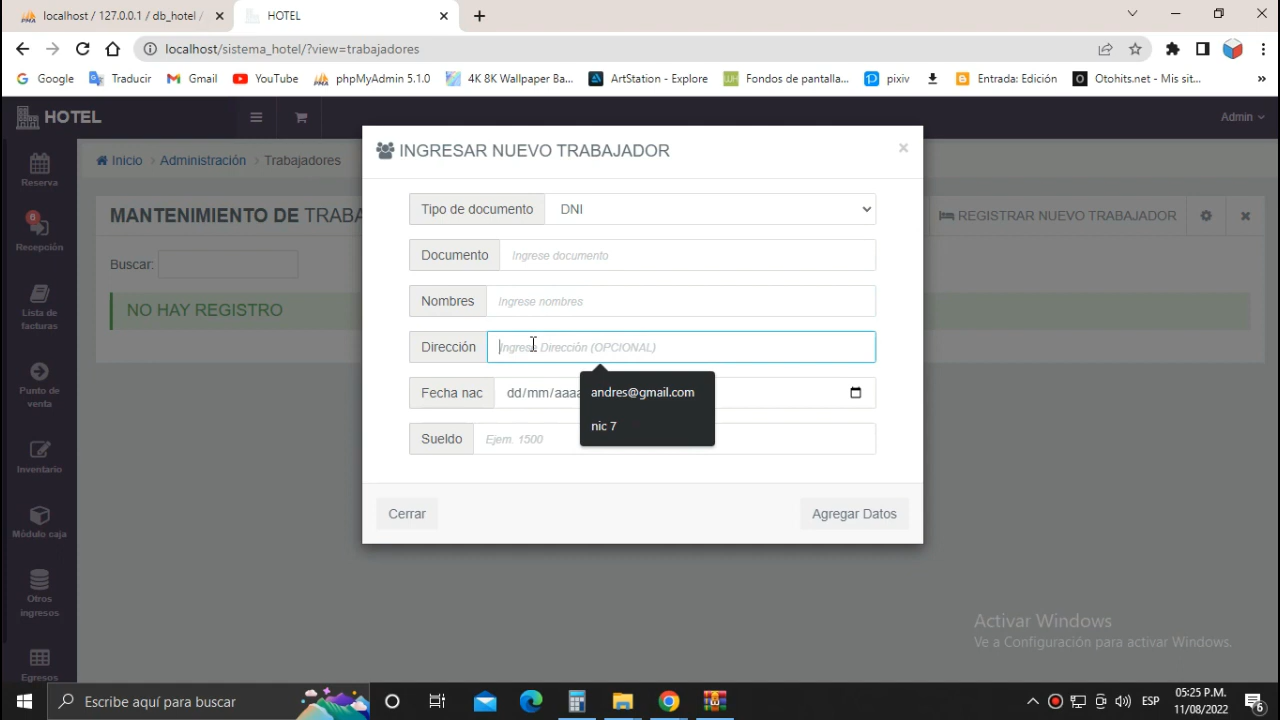 localhost / 127.0.0.1 / db_hotel /
HOTEL
localhost/sistema_hotel/?view=trabajadores
Google
Traducir
Gmail
YouTube
phpMyAdmin 5.1.0
4K 8K Wallpaper Ba...
ArtStation - Explore
Fondos de pantalla...
pixiv
Entrada: Edición
Otohits.net - Mis sit...
»
HOTEL
Admin
Inicio > Administración > Trabajadores
Reserva
6
Recepción
Lista de
facturas
Punto de
venta
Inventario
Módulo caja
Otros
ingresos
Egresos
MANTENIMIENTO DE TRABA
REGISTRAR NUEVO TRABAJADOR
Buscar:
NO HAY REGISTRO
INGRESAR NUEVO TRABAJADOR
×
Tipo de documento DNI
Documento Ingrese documento
Nombres Ingrese nombres
Dirección Ingrese Dirección (OPCIONAL)
Fecha nac dd/mm/aaaa
andres@gmail.com
nic 7
Sueldo Ejem. 1500
Cerrar
Agregar Datos
Activar Windows
Ve a Configuración para activar Windows.
Escribe aquí para buscar
ESP
05:25 P.M.
11/08/2022
6